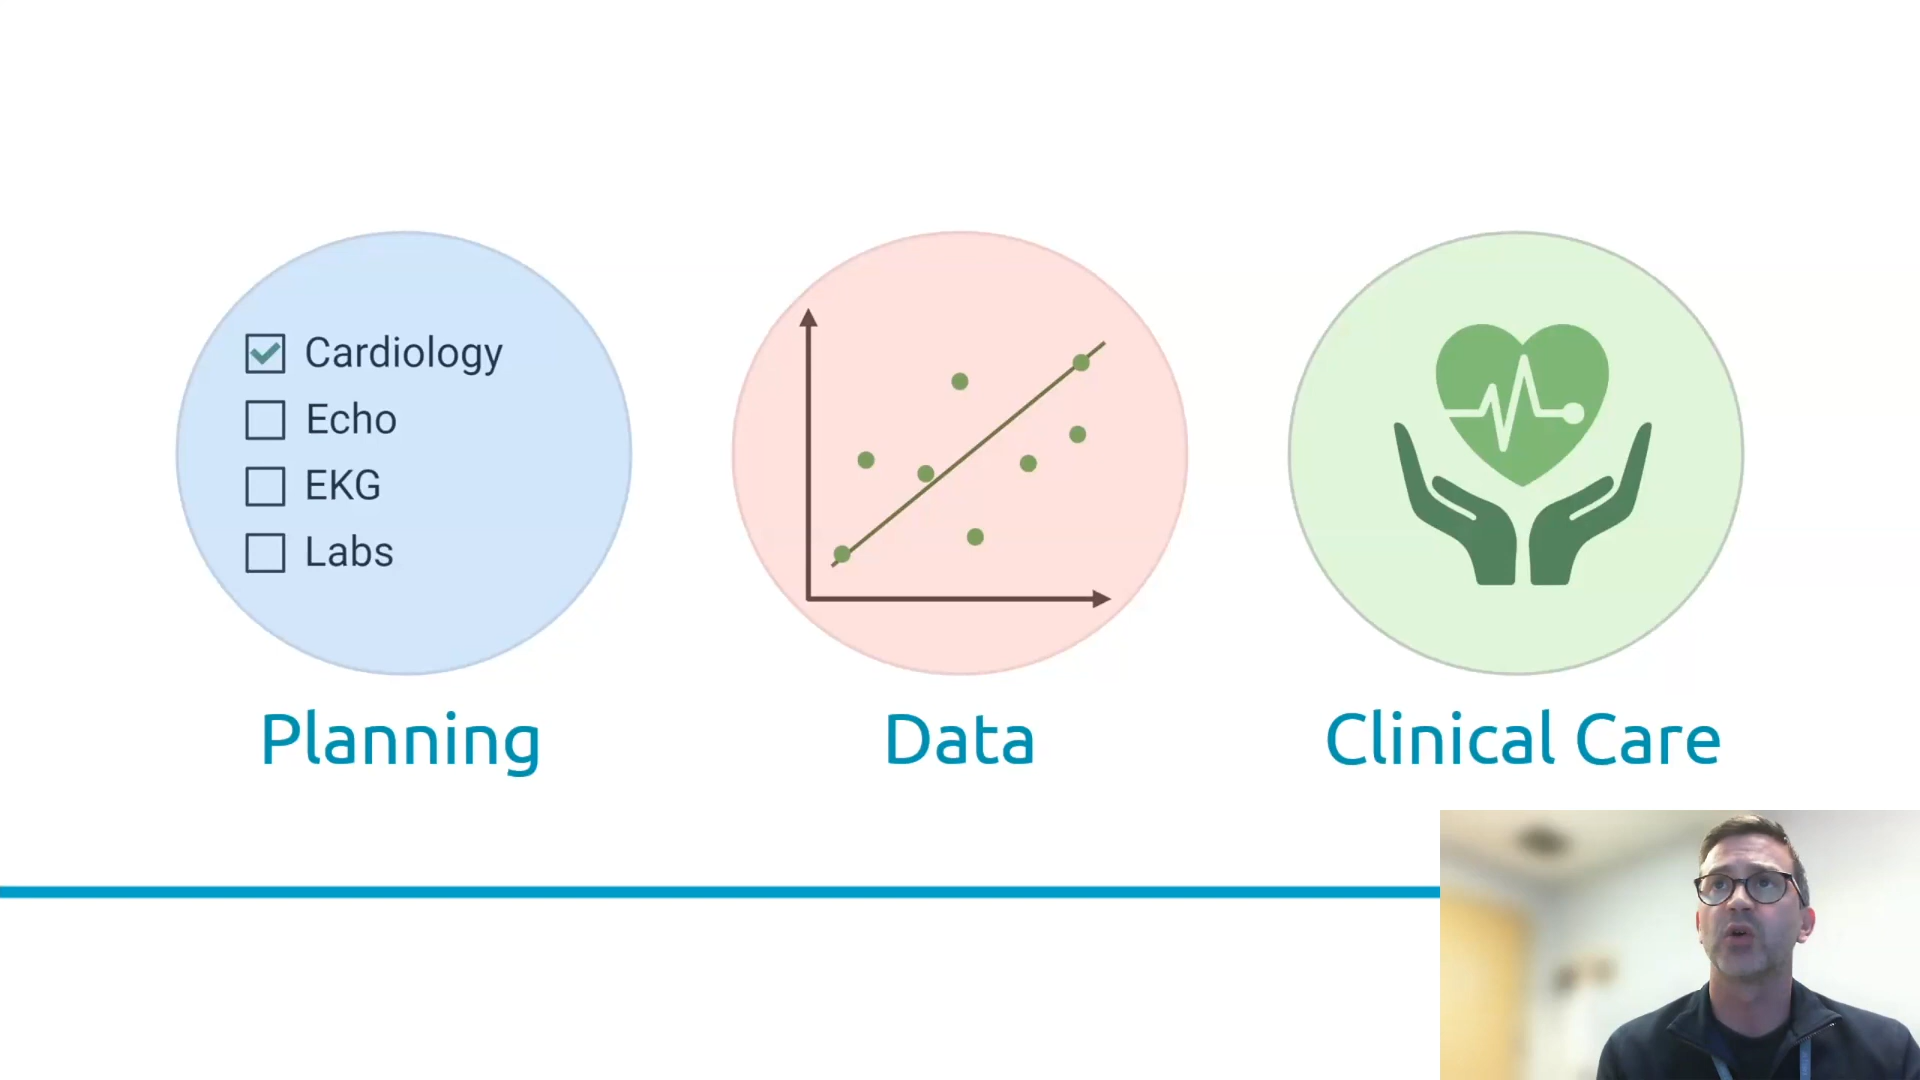 Cardiology
Echo
EKG
Labs
Planning
Data
Clinical Care